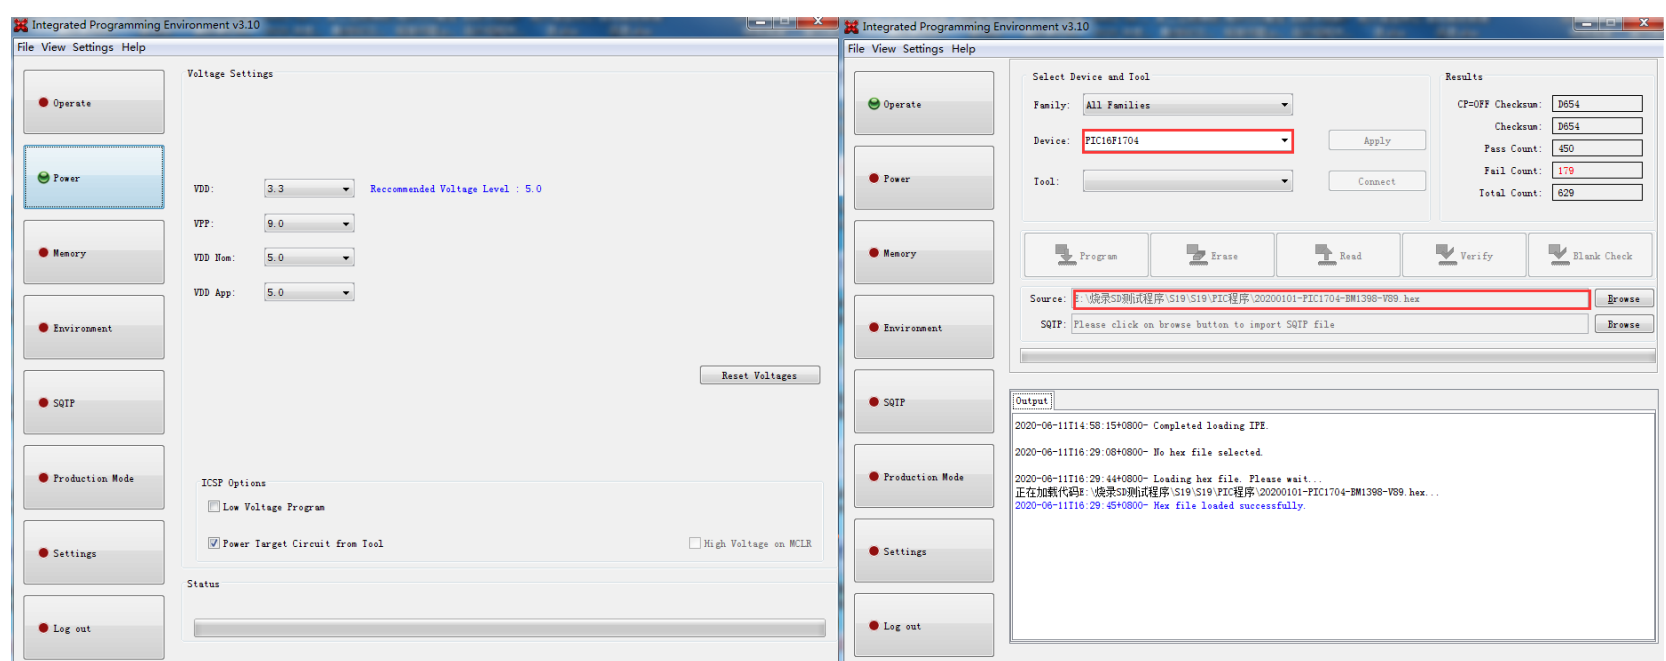 Integrated Programming Environment v3.10
File View Settings Help
Operate
Power
Memory
Environment
SQTP
Production Mode
Settings
Log out
Voltage Settings
VDD: 3.3 Reccommended Voltage Level : 5.0
VPP: 9.0
VDD Nom: 5.0
VDD App: 5.0
Reset Voltages
ICSP Options
Low Voltage Program
Power Target Circuit from Tool High Voltage on MCLR
Status
Integrated Programming Environment v3.10
File View Settings Help
Operate
Power
Memory
Environment
SQTP
Production Mode
Settings
Log out
Select Device and Tool
Family: All Families
Device: PIC16F1704 Apply
Tool: Connect
Results
CP=OFF Checksum: D654
Checksum: D654
Pass Count: 450
Fail Count: 179
Total Count: 629
Program Erase Read Verify Blank Check
Source: E:\烧录SD测试程序\S19\S19\PIC程序\20200101-PIC1704-BM1398-V89.hex Browse
SQTP: Please click on browse button to import SQTP file Browse
Output
2020-06-11T14:58:15+0800- Completed loading IPE.
2020-06-11T16:29:08+0800- No hex file selected.
2020-06-11T16:29:44+0800- Loading hex file. Please wait...
正在加载代码E:\烧录SD测试程序\S19\S19\PIC程序\20200101-PIC1704-BM1398-V89.hex...
2020-06-11T16:29:45+0800- Hex file loaded successfully.